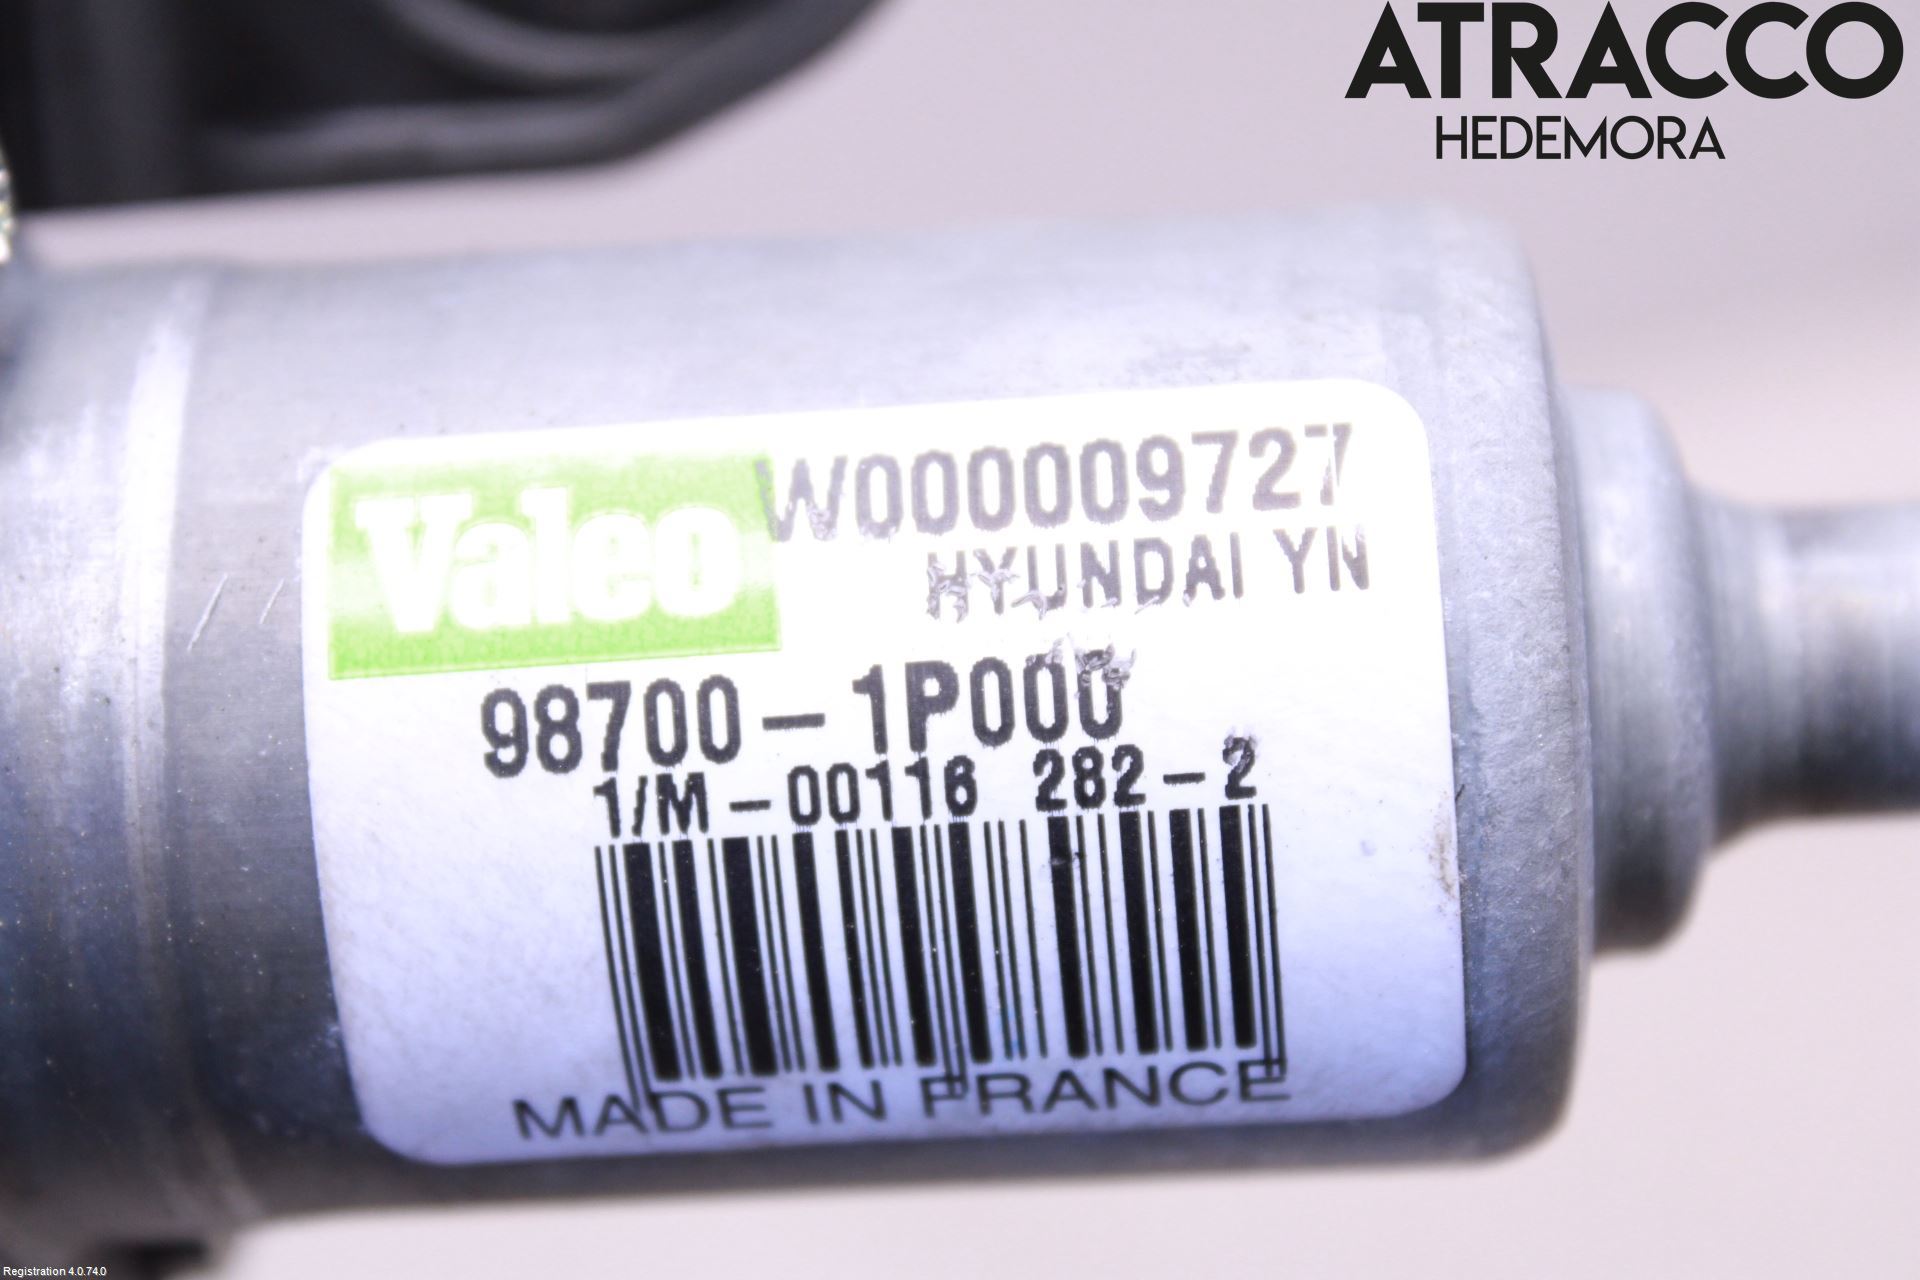 ATRACCO
HEDEMORA
Valeo W000009727
HYUNDAI YN
98700-1P000
1/M-00116 282-2
MADE IN FRANCE
Registration 4.0.74.0